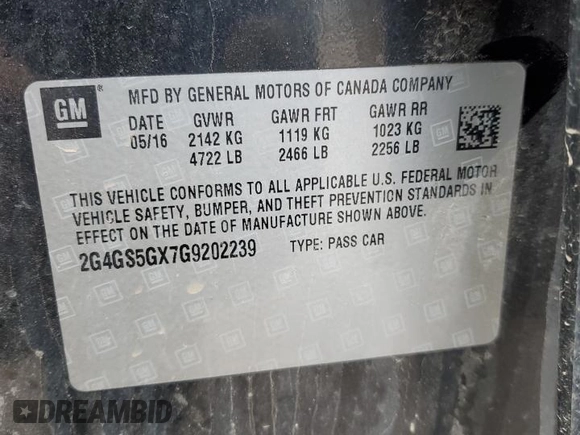 GM
MFD BY GENERAL MOTORS OF CANADA COMPANY
DATE GVWR GAWR FRT GAWR RR
05/16 2142 KG 1119 KG 1023 KG
4722 LB 2466 LB 2256 LB
THIS VEHICLE CONFORMS TO ALL APPLICABLE U.S. FEDERAL MOTOR
VEHICLE SAFETY, BUMPER, AND THEFT PREVENTION STANDARDS IN
EFFECT ON THE DATE OF MANUFACTURE SHOWN ABOVE.
2G4GS5GX7G9202239 TYPE: PASS CAR
DREAMBID